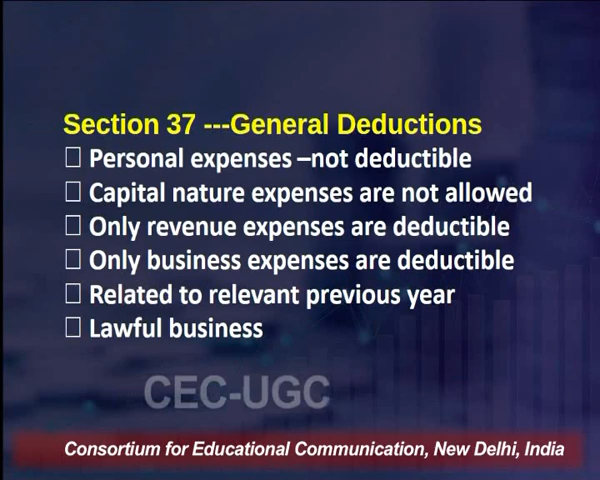 Section 37 ---General Deductions
□ Personal expenses –not deductible
□ Capital nature expenses are not allowed
□ Only revenue expenses are deductible
□ Only business expenses are deductible
□ Related to relevant previous year
□ Lawful business
CEC-UGC
Consortium for Educational Communication, New Delhi, India